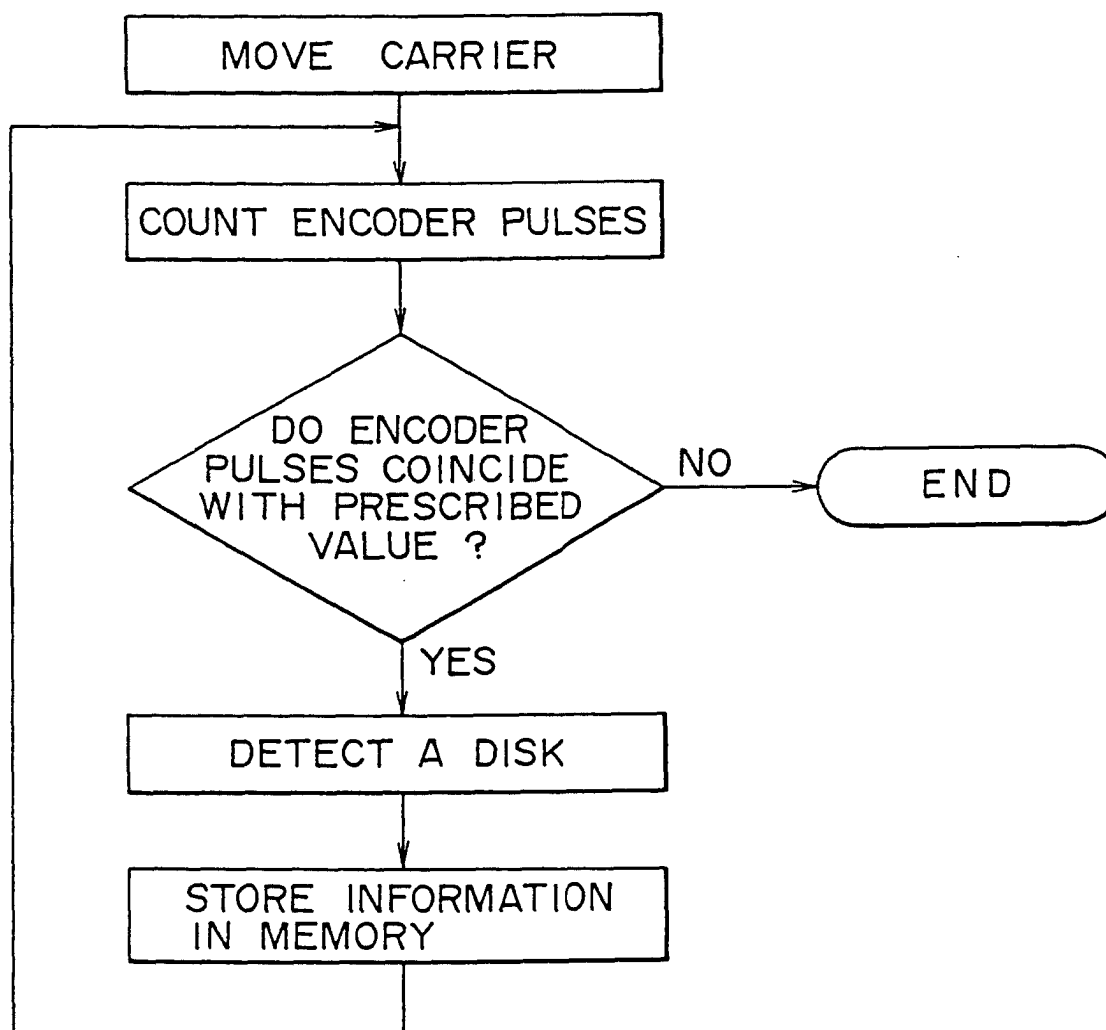 MOVE CARRIER
COUNT ENCODER PULSES
DO ENCODER
PULSES COINCIDE
WITH PRESCRIBED
VALUE ?
NO
END
YES
DETECT A DISK
STORE INFORMATION
IN MEMORY